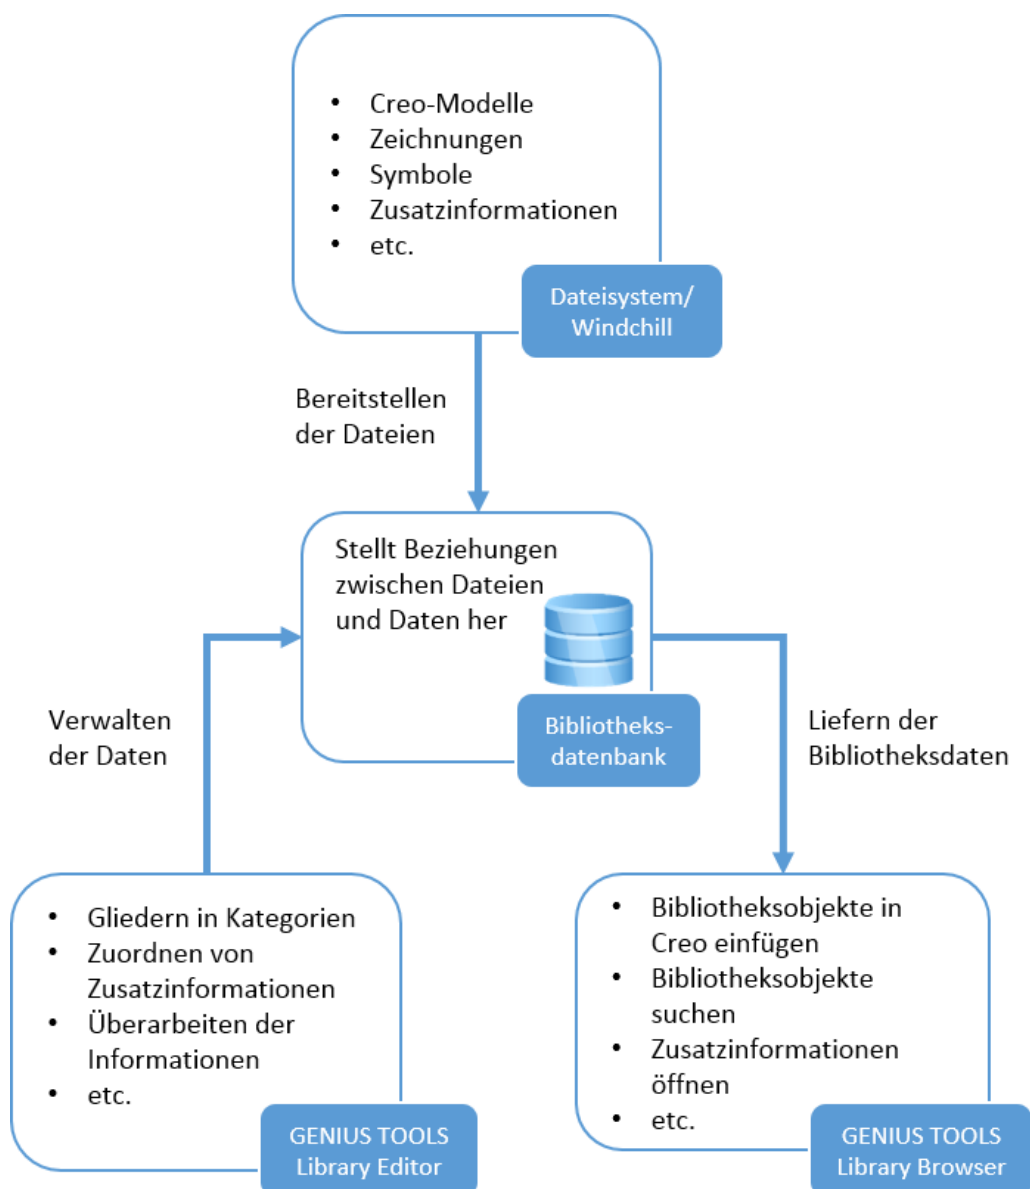 • Creo-Modelle
• Zeichnungen
• Symbole
• Zusatzinformationen
• etc.
Dateisystem/
Windchill
Bereitstellen
der Dateien
Stellt Beziehungen
zwischen Dateien
und Daten her
Bibliotheks-
datenbank
Verwalten
der Daten
Liefern der
Bibliotheksdaten
• Gliedern in Kategorien
• Zuordnen von
Zusatzinformationen
• Überarbeiten der
Informationen
• etc.
GENIUS TOOLS
Library Editor
• Bibliotheksobjekte in
Creo einfügen
• Bibliotheksobjekte
suchen
• Zusatzinformationen
öffnen
• etc.
GENIUS TOOLS
Library Browser